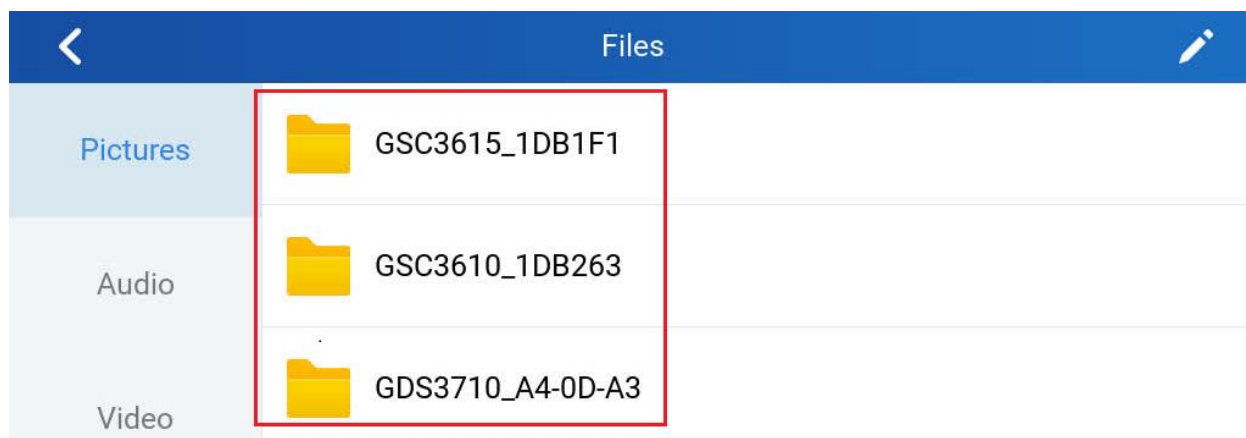 Files
Pictures
GSC3615_1DB1F1
Audio
GSC3610_1DB263
Video
GDS3710_A4-0D-A3